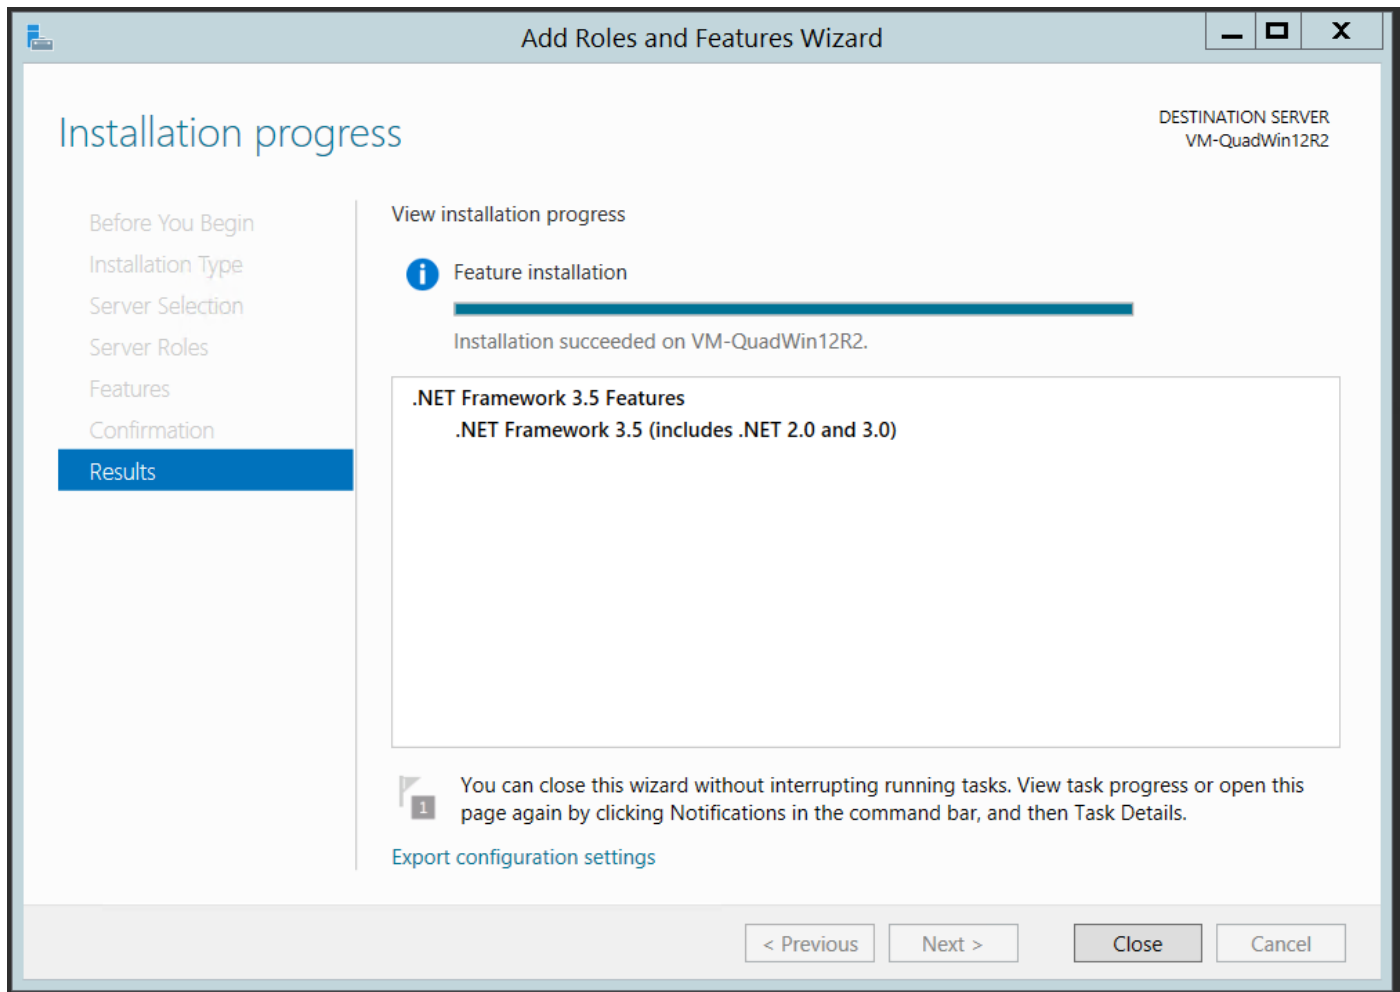 Add Roles and Features Wizard
Installation progress
DESTINATION SERVER
VM-QuadWin12R2
Before You Begin
Installation Type
Server Selection
Server Roles
Features
Confirmation
Results
View installation progress
Feature installation
Installation succeeded on VM-QuadWin12R2.
.NET Framework 3.5 Features
.NET Framework 3.5 (includes .NET 2.0 and 3.0)
1
You can close this wizard without interrupting running tasks. View task progress or open this
page again by clicking Notifications in the command bar, and then Task Details.
Export configuration settings
< Previous
Next >
Close
Cancel